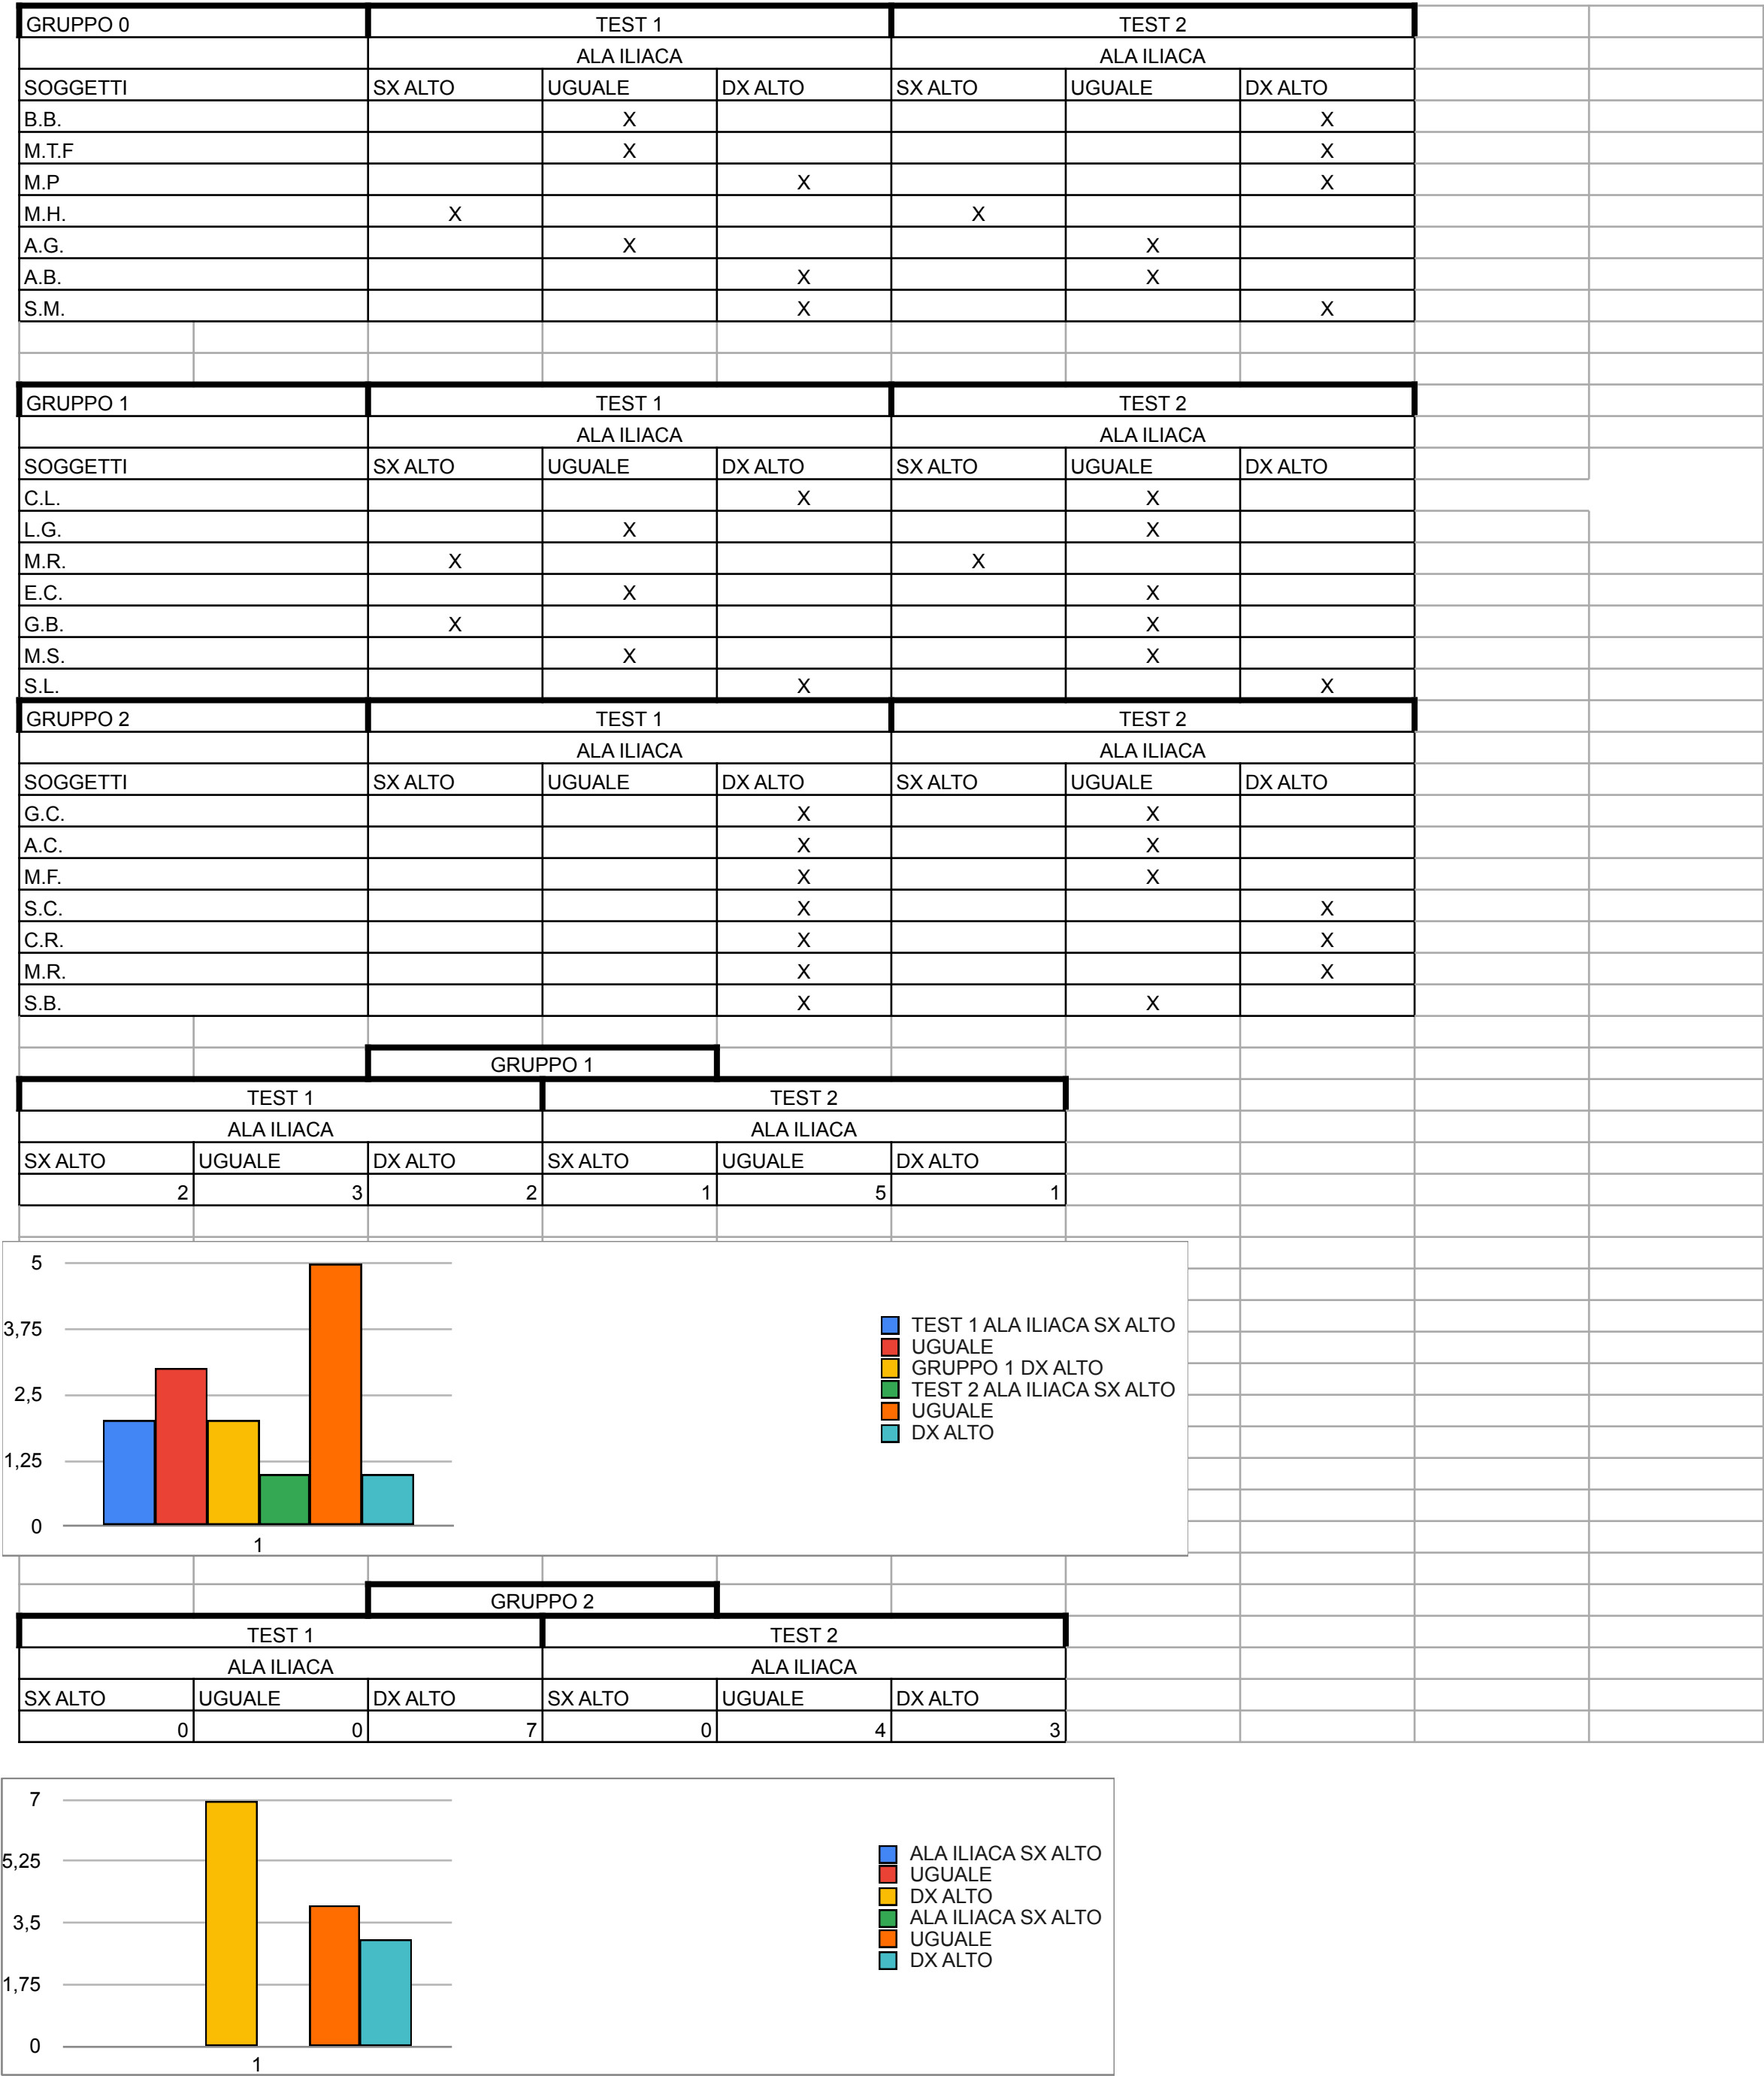 GRUPPO 0 TEST 1 TEST 2
ALA ILIACA ALA ILIACA
SOGGETTI SX ALTO UGUALE DX ALTO SX ALTO UGUALE DX ALTO
B.B. X X
M.T.F X X
M.P X X
M.H. X X
A.G. X X
A.B. X X
S.M. X X
GRUPPO 1 TEST 1 TEST 2
ALA ILIACA ALA ILIACA
SOGGETTI SX ALTO UGUALE DX ALTO SX ALTO UGUALE DX ALTO
C.L. X X
L.G. X X
M.R. X X
E.C. X X
G.B. X X
M.S. X X
S.L. X X
GRUPPO 2 TEST 1 TEST 2
ALA ILIACA ALA ILIACA
SOGGETTI SX ALTO UGUALE DX ALTO SX ALTO UGUALE DX ALTO
G.C. X X
A.C. X X
M.F. X X
S.C. X X
C.R. X X
M.R. X X
S.B. X X
GRUPPO 1
TEST 1 TEST 2
ALA ILIACA ALA ILIACA
SX ALTO UGUALE DX ALTO SX ALTO UGUALE DX ALTO
2 3 2 1 5 1
5
3,75
2,5
1,25
0
1
TEST 1 ALA ILIACA SX ALTO
UGUALE
GRUPPO 1 DX ALTO
TEST 2 ALA ILIACA SX ALTO
UGUALE
DX ALTO
GRUPPO 2
TEST 1 TEST 2
ALA ILIACA ALA ILIACA
SX ALTO UGUALE DX ALTO SX ALTO UGUALE DX ALTO
0 0 7 0 4 3
7
5,25
3,5
1,75
0
1
ALA ILIACA SX ALTO
UGUALE
DX ALTO
ALA ILIACA SX ALTO
UGUALE
DX ALTO